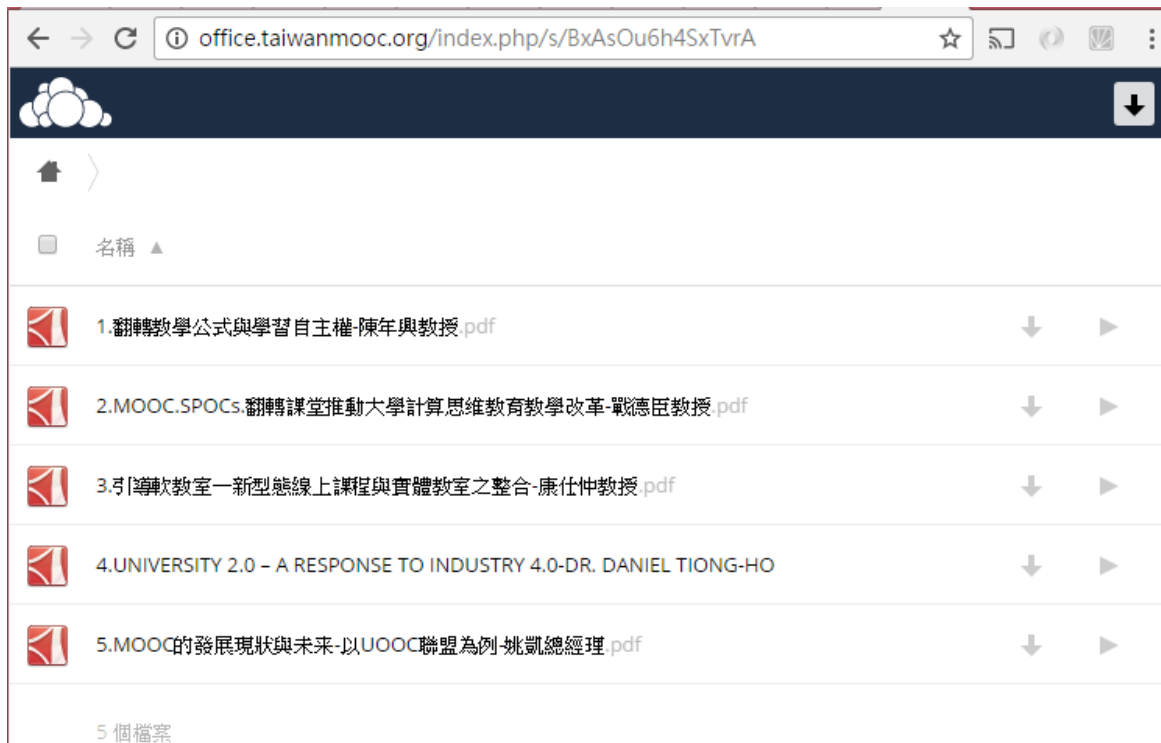 office.taiwanmooc.org/index.php/s/BxAsOu6h4SxTvrA
名稱 ▲
1.翻轉教學公式與學習自主權-陳年興教授.pdf
2.MOOC.SPOCs.翻轉課堂推動大學計算思维教育教學改革-戰德臣教授.pdf
3.引導軟教室—新型態線上課程與實體教室之整合-康仕仲教授.pdf
4.UNIVERSITY 2.0 – A RESPONSE TO INDUSTRY 4.0-DR. DANIEL TIONG-HO
5.MOOC的發展現狀與未来-以UOOC聯盟為例-姚凱總經理.pdf
5 個檔案